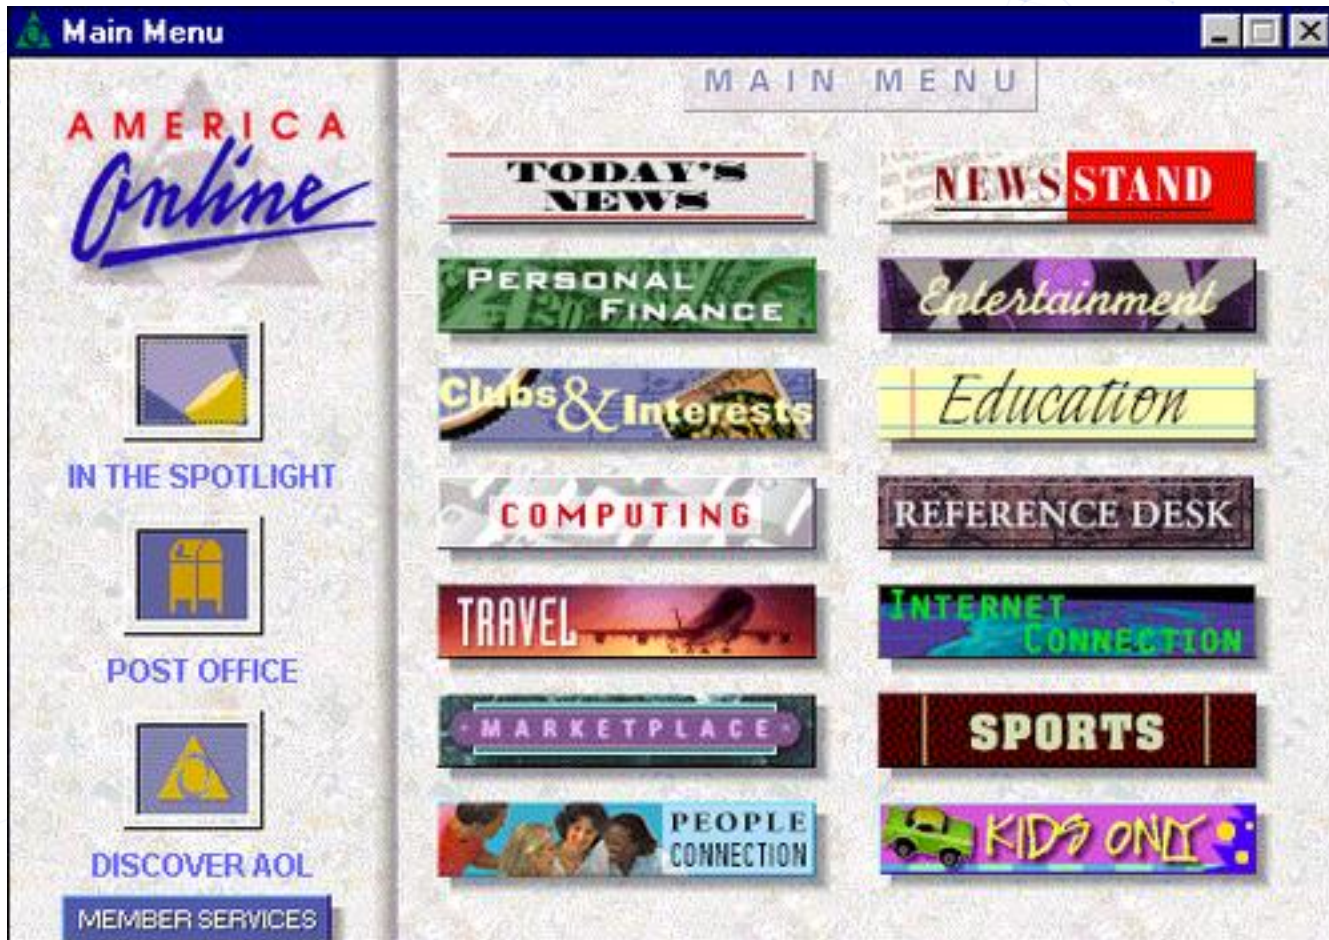 Main Menu
AMERICA
Online
IN THE SPOTLIGHT
POST OFFICE
DISCOVER AOL
MEMBER SERVICES
MAIN MENU
TODAY'S
NEWS
NEWSSTAND
PERSONAL
FINANCE
Entertainment
Clubs & Interests
Education
COMPUTING
REFERENCE DESK
TRAVEL
INTERNET
CONNECTION
MARKETPLACE
SPORTS
PEOPLE
CONNECTION
KIDS ONLY